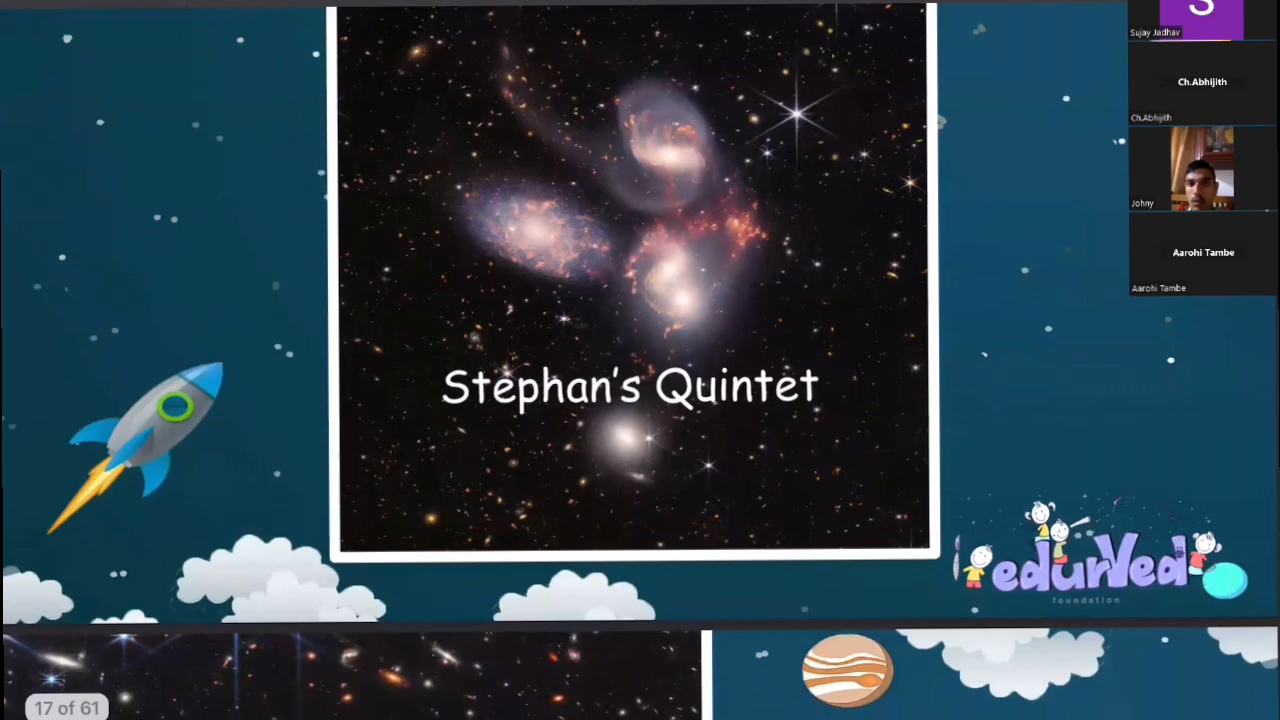 S
Sujay Jadhav
Ch.Abhijith
Ch.Abhijith
Johny
Aarohi Tambe
Aarohi Tambe
Stephan's Quintet
edurVed
foundation
17 of 61